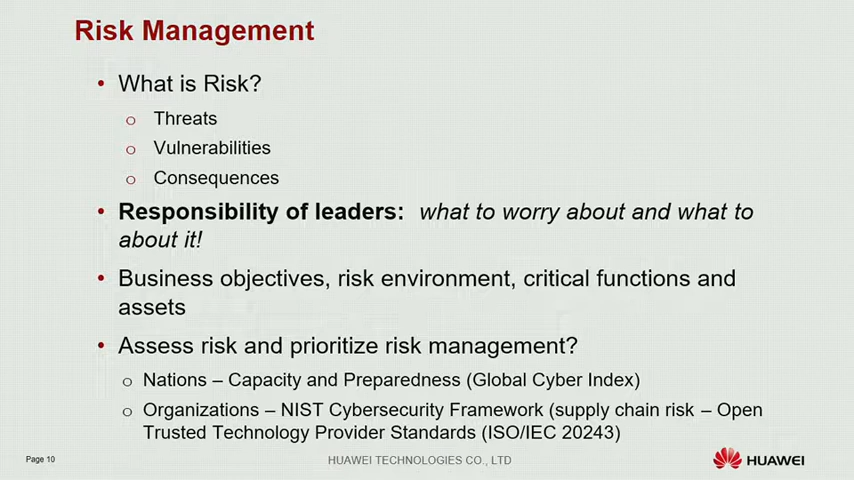 Risk Management
• What is Risk?
o Threats
o Vulnerabilities
o Consequences
• Responsibility of leaders: what to worry about and what to
about it!
• Business objectives, risk environment, critical functions and
assets
• Assess risk and prioritize risk management?
o Nations – Capacity and Preparedness (Global Cyber Index)
o Organizations – NIST Cybersecurity Framework (supply chain risk – Open
Trusted Technology Provider Standards (ISO/IEC 20243)
Page 10
HUAWEI TECHNOLOGIES CO., LTD
HUAWEI